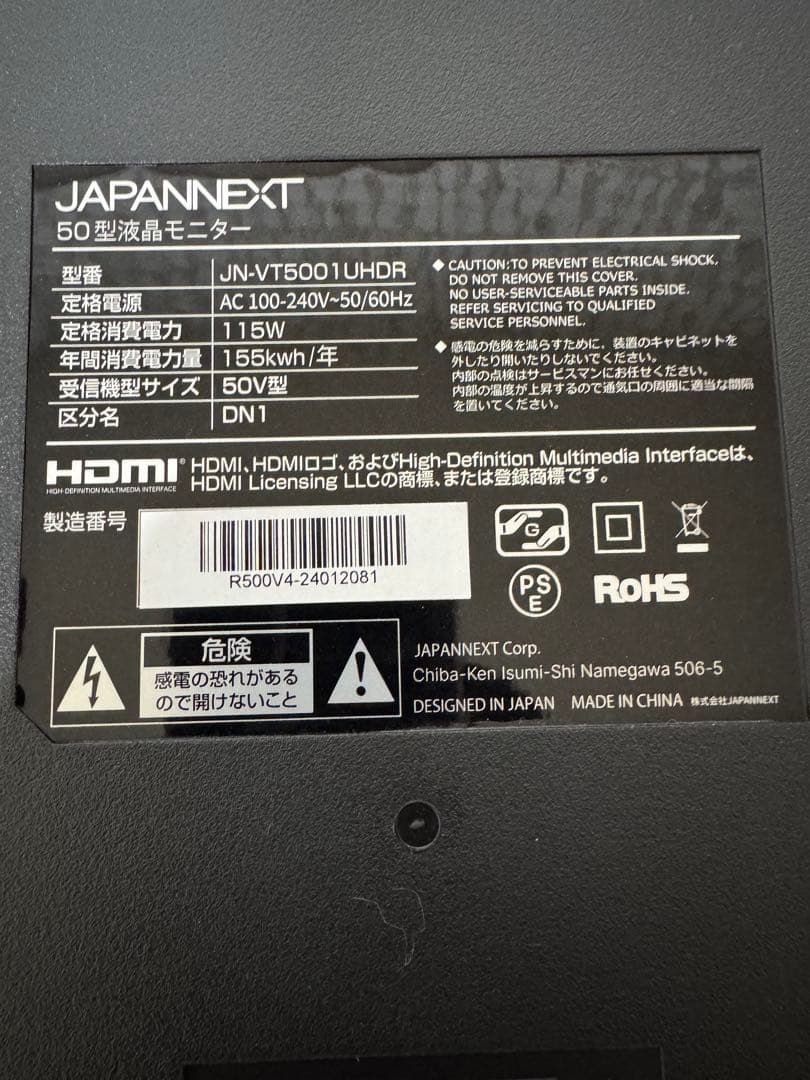 JAPANNEXT
50型液晶モニター
型番 JN-VT5001UHDR
定格電源 AC 100-240V~50/60Hz
定格消費電力 115W
年間消費電力量 155kwh/年
受信機型サイズ 50V型
区分名 DN1
◆ CAUTION:TO PREVENT ELECTRICAL SHOCK,
DO NOT REMOVE THIS COVER.
NO USER-SERVICEABLE PARTS INSIDE.
REFER SERVICING TO QUALIFIED
SERVICE PERSONNEL.
◆ 感電の危険を減らすために、装置のキャビネットを
外したり開いたりしないでください。
内部の点検はサービスマンにお任せください。
内部の温度が上昇するので通気口の周囲に適当な間隔
を置いてください。
HDMI®
HIGH-DEFINITION MULTIMEDIA INTERFACE
HDMI、HDMIロゴ、およびHigh-Definition Multimedia Interfaceは、
HDMI Licensing LLCの商標、または登録商標です。
製造番号
R500V4-24012081
G
PS
E
RoHS
危険
感電の恐れがある
ので開けないこと
JAPANNEXT Corp.
Chiba-Ken Isumi-Shi Namegawa 506-5
DESIGNED IN JAPAN MADE IN CHINA 株式会社JAPANNEXT